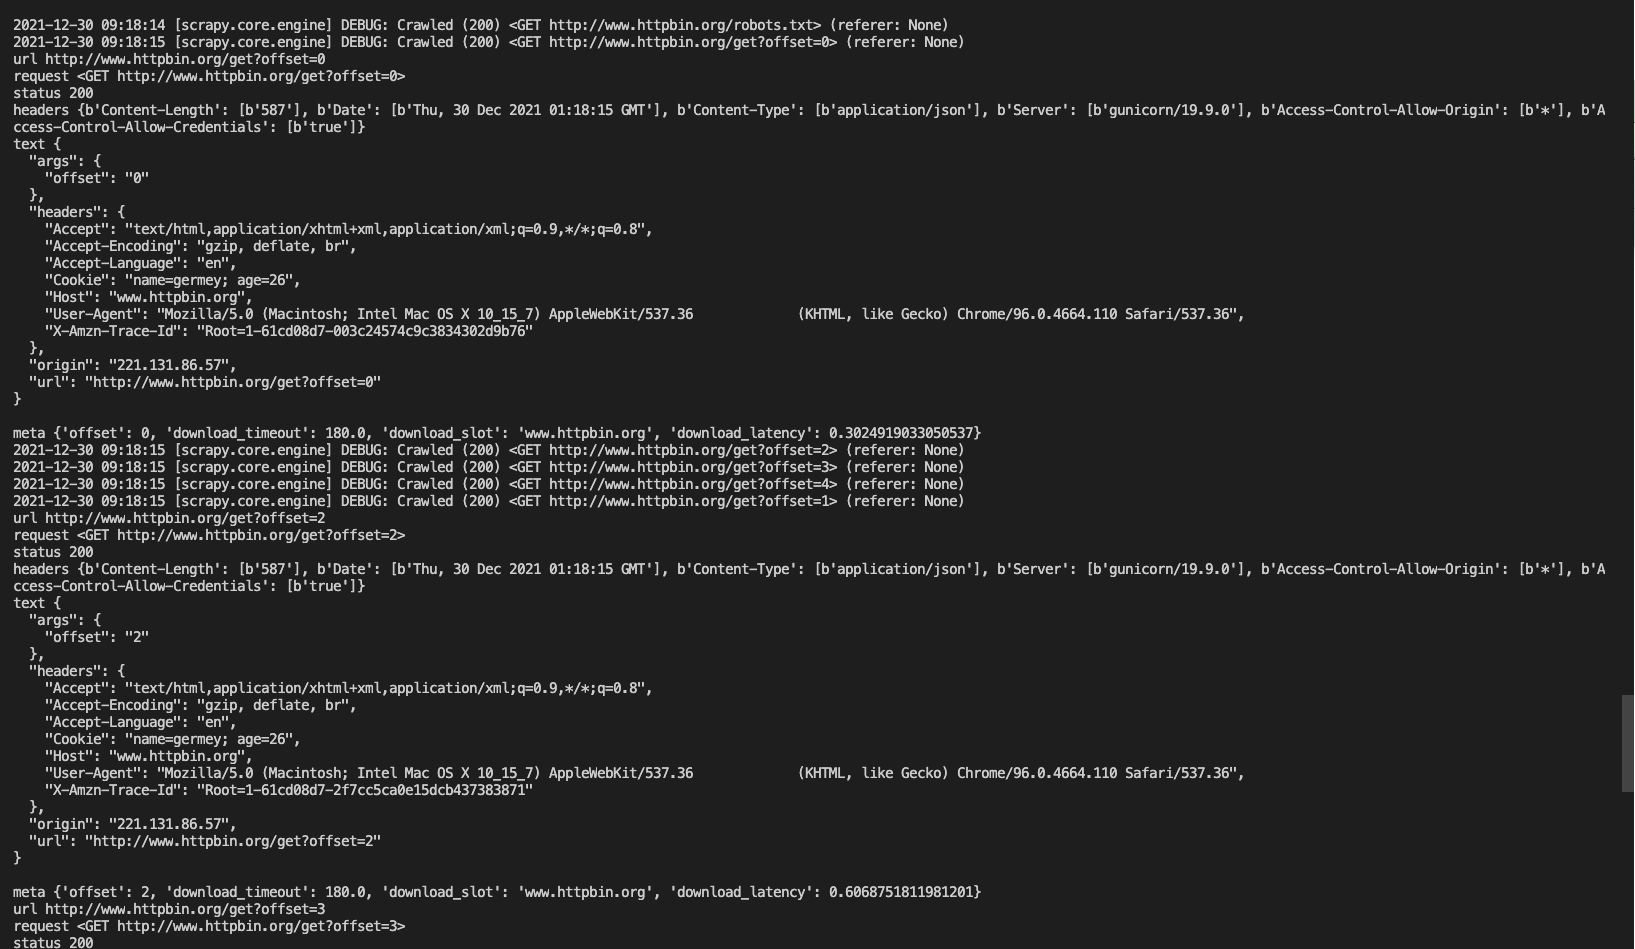 2021-12-30 09:18:14 [scrapy.core.engine] DEBUG: Crawled (200) <GET http://www.httpbin.org/robots.txt> (referer: None)
2021-12-30 09:18:15 [scrapy.core.engine] DEBUG: Crawled (200) <GET http://www.httpbin.org/get?offset=0> (referer: None)
url http://www.httpbin.org/get?offset=0
request <GET http://www.httpbin.org/get?offset=0>
status 200
headers {b'Content-Length': [b'587'], b'Date': [b'Thu, 30 Dec 2021 01:18:15 GMT'], b'Content-Type': [b'application/json'], b'Server': [b'gunicorn/19.9.0'], b'Access-Control-Allow-Origin': [b'*'], b'A
ccess-Control-Allow-Credentials': [b'true']}
text {
  "args": {
    "offset": "0"
  },
  "headers": {
    "Accept": "text/html,application/xhtml+xml,application/xml;q=0.9,*/*;q=0.8",
    "Accept-Encoding": "gzip, deflate, br",
    "Accept-Language": "en",
    "Cookie": "name=germey; age=26",
    "Host": "www.httpbin.org",
    "User-Agent": "Mozilla/5.0 (Macintosh; Intel Mac OS X 10_15_7) AppleWebKit/537.36             (KHTML, like Gecko) Chrome/96.0.4664.110 Safari/537.36",
    "X-Amzn-Trace-Id": "Root=1-61cd08d7-003c24574c9c3834302d9b76"
  },
  "origin": "221.131.86.57",
  "url": "http://www.httpbin.org/get?offset=0"
}

meta {'offset': 0, 'download_timeout': 180.0, 'download_slot': 'www.httpbin.org', 'download_latency': 0.3024919033050537}
2021-12-30 09:18:15 [scrapy.core.engine] DEBUG: Crawled (200) <GET http://www.httpbin.org/get?offset=2> (referer: None)
2021-12-30 09:18:15 [scrapy.core.engine] DEBUG: Crawled (200) <GET http://www.httpbin.org/get?offset=3> (referer: None)
2021-12-30 09:18:15 [scrapy.core.engine] DEBUG: Crawled (200) <GET http://www.httpbin.org/get?offset=4> (referer: None)
2021-12-30 09:18:15 [scrapy.core.engine] DEBUG: Crawled (200) <GET http://www.httpbin.org/get?offset=1> (referer: None)
url http://www.httpbin.org/get?offset=2
request <GET http://www.httpbin.org/get?offset=2>
status 200
headers {b'Content-Length': [b'587'], b'Date': [b'Thu, 30 Dec 2021 01:18:15 GMT'], b'Content-Type': [b'application/json'], b'Server': [b'gunicorn/19.9.0'], b'Access-Control-Allow-Origin': [b'*'], b'A
ccess-Control-Allow-Credentials': [b'true']}
text {
  "args": {
    "offset": "2"
  },
  "headers": {
    "Accept": "text/html,application/xhtml+xml,application/xml;q=0.9,*/*;q=0.8",
    "Accept-Encoding": "gzip, deflate, br",
    "Accept-Language": "en",
    "Cookie": "name=germey; age=26",
    "Host": "www.httpbin.org",
    "User-Agent": "Mozilla/5.0 (Macintosh; Intel Mac OS X 10_15_7) AppleWebKit/537.36             (KHTML, like Gecko) Chrome/96.0.4664.110 Safari/537.36",
    "X-Amzn-Trace-Id": "Root=1-61cd08d7-2f7cc5ca0e15dcb437383871"
  },
  "origin": "221.131.86.57",
  "url": "http://www.httpbin.org/get?offset=2"
}

meta {'offset': 2, 'download_timeout': 180.0, 'download_slot': 'www.httpbin.org', 'download_latency': 0.6068751811981201}
url http://www.httpbin.org/get?offset=3
request <GET http://www.httpbin.org/get?offset=3>
status 200